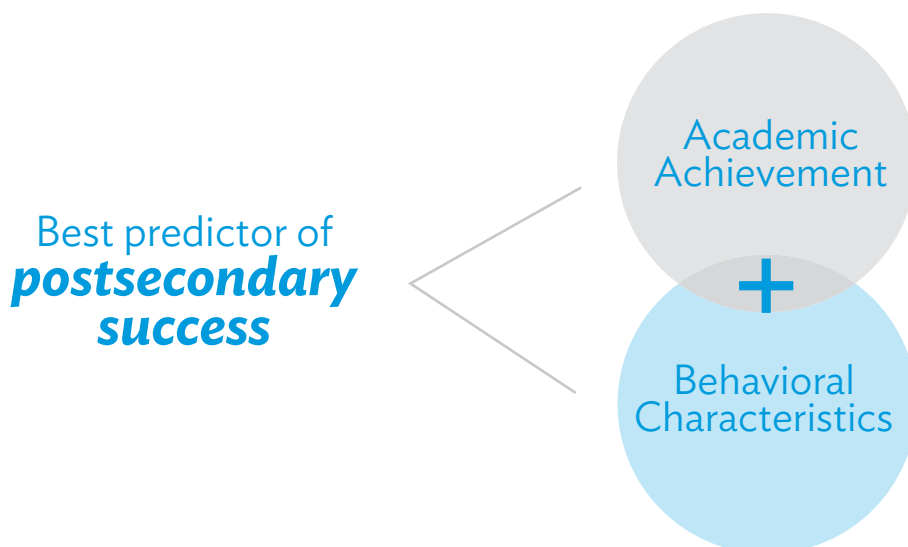 Best predictor of
postsecondary
success
Academic
Achievement
+
Behavioral
Characteristics